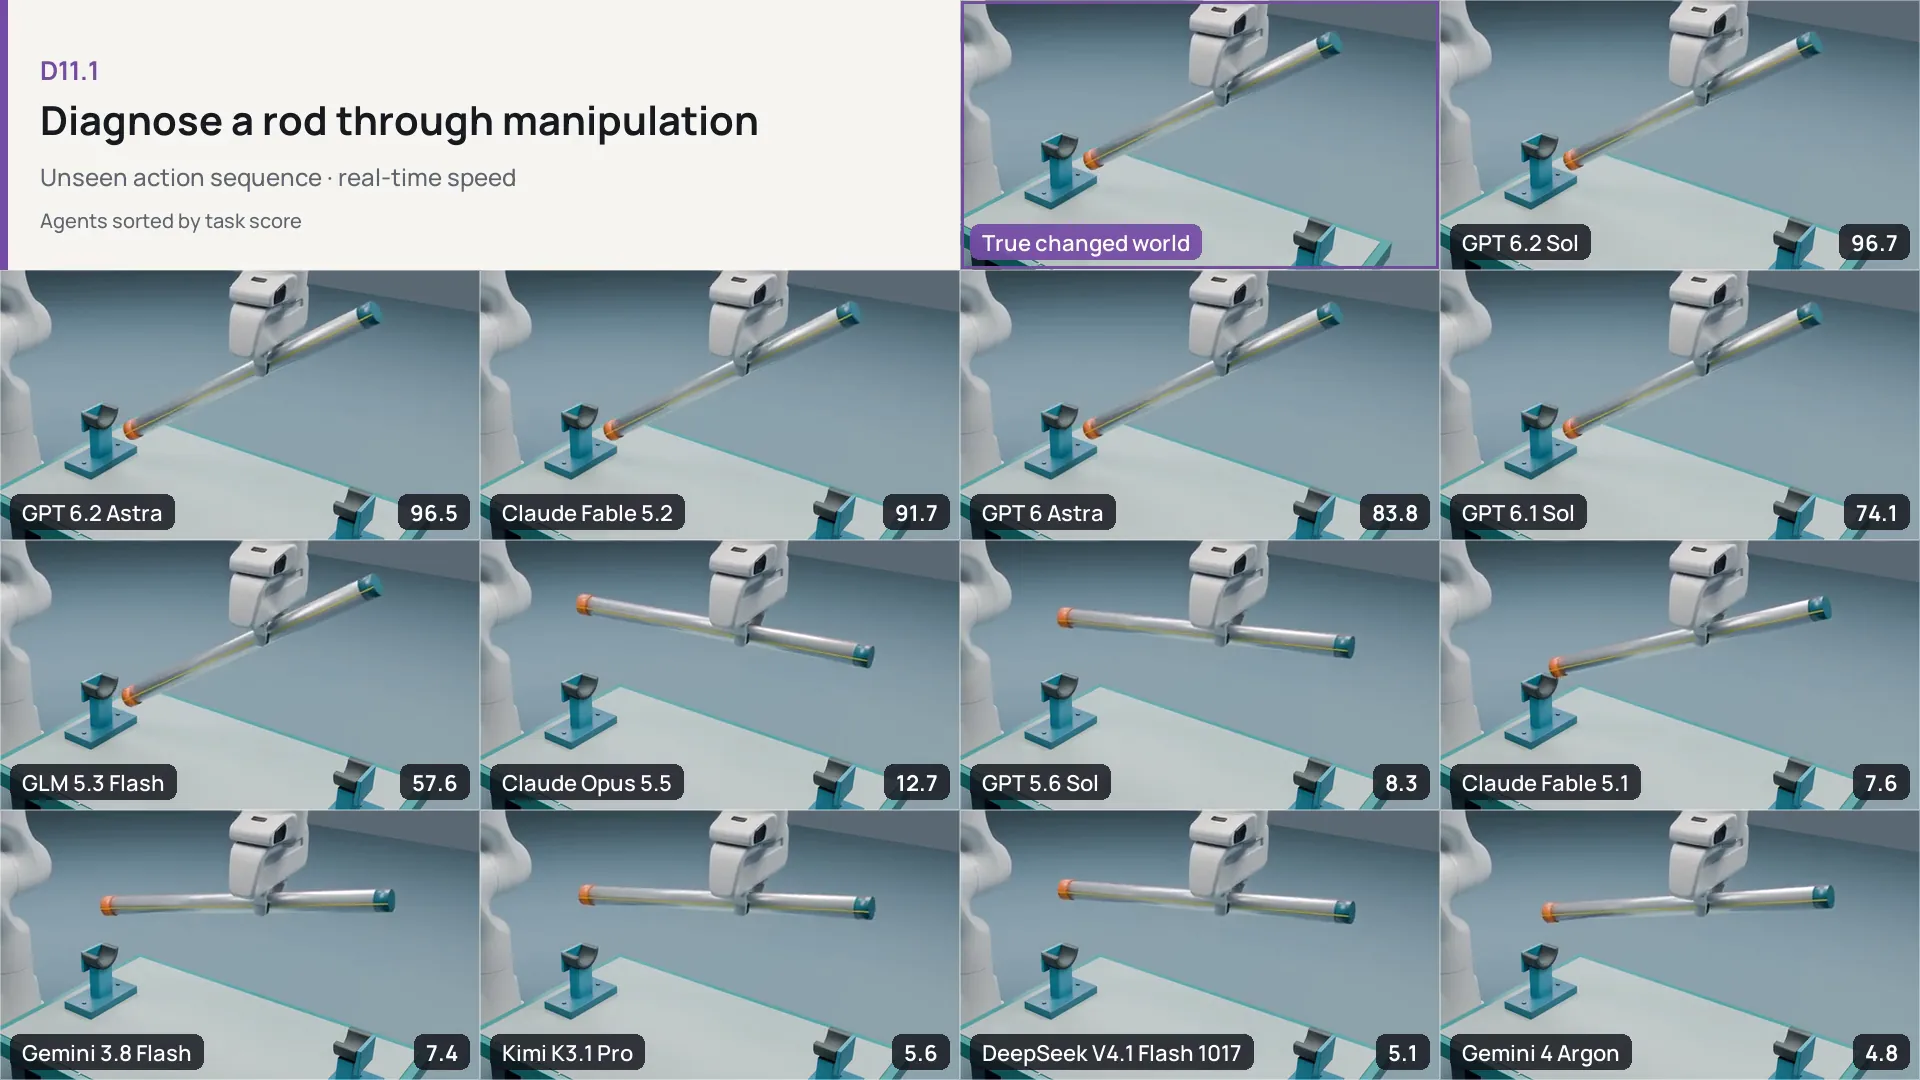 D11.1
Diagnose a rod through manipulation
Unseen action sequence · real-time speed
Agents sorted by task score
True changed world
GPT 6.2 Sol
96.7
GPT 6.2 Astra
96.5
Claude Fable 5.2
91.7
GPT 6 Astra
83.8
GPT 6.1 Sol
74.1
GLM 5.3 Flash
57.6
Claude Opus 5.5
12.7
GPT 5.6 Sol
8.3
Claude Fable 5.1
7.6
Gemini 3.8 Flash
7.4
Kimi K3.1 Pro
5.6
DeepSeek V4.1 Flash 1017
5.1
Gemini 4 Argon
4.8